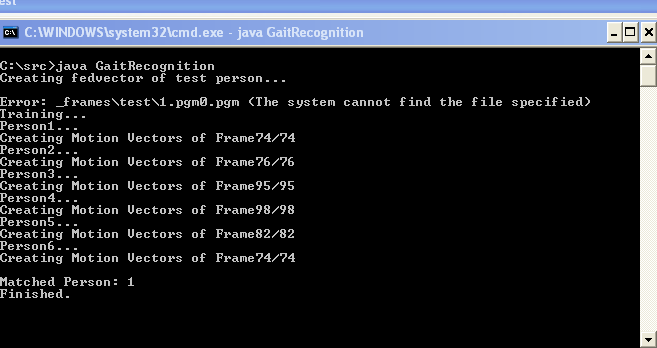 est
C:\WINDOWS\system32\cmd.exe - java GaitRecognition
C:\src>java GaitRecognition
Creating fedvector of test person...
Error: _frames\test\1.pgm0.pgm (The system cannot find the file specified)
Training...
Person1...
Creating Motion Vectors of Frame74/74
Person2...
Creating Motion Vectors of Frame76/76
Person3...
Creating Motion Vectors of Frame95/95
Person4...
Creating Motion Vectors of Frame98/98
Person5...
Creating Motion Vectors of Frame82/82
Person6...
Creating Motion Vectors of Frame74/74
Matched Person: 1
Finished.